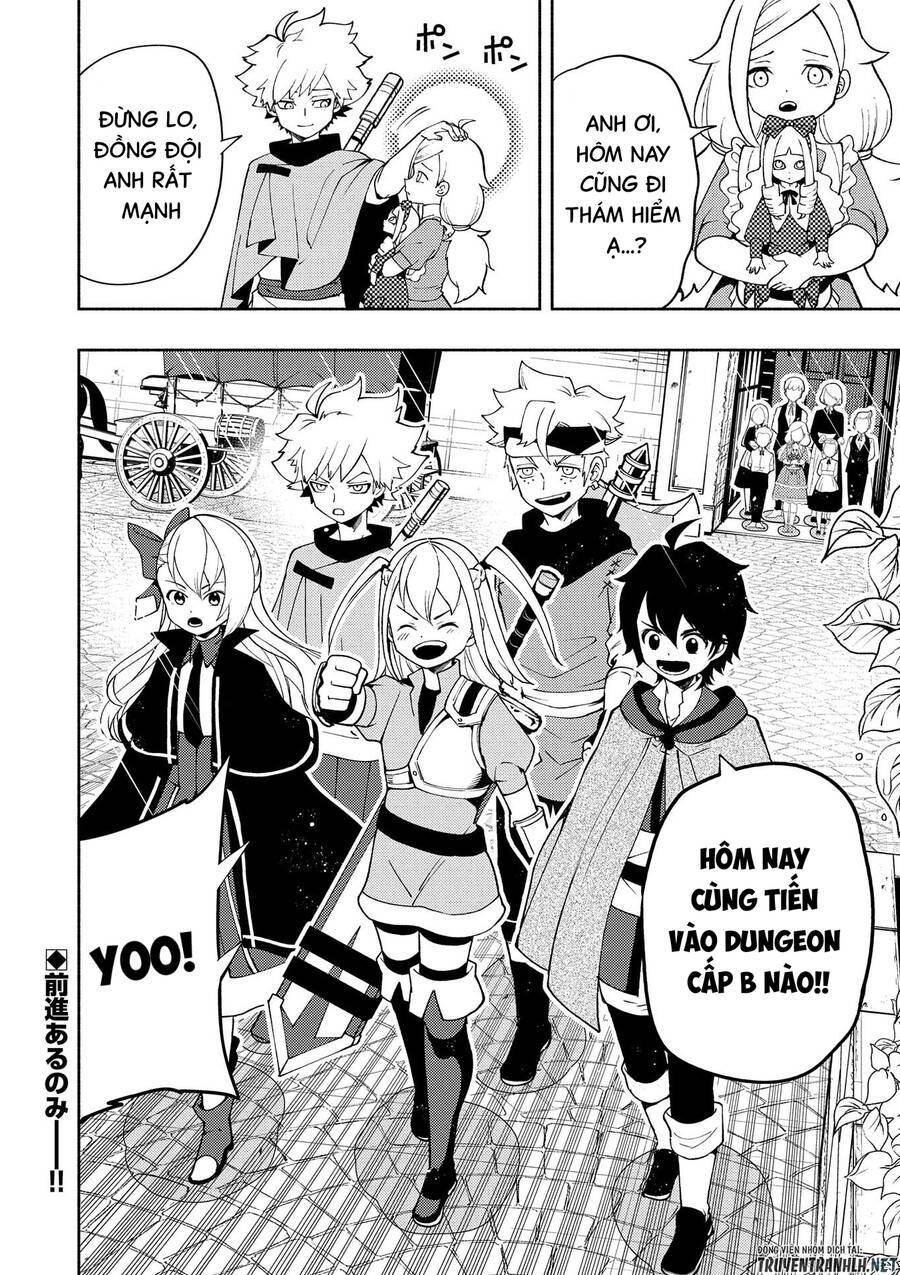 ANH ƠI,
HÔM NAY
CŨNG ĐI
THÁM HIỂM
Ạ...?
ポン
ポン
ĐỪNG LO,
ĐỒNG ĐỘI
ANH RẤT
MẠNH
HÔM NAY
CÙNG TIẾN
VÀO DUNGEON
CẤP B NÀO!!
YOO!
◆前進あるのみ――!!
ĐỘNG VIÊN NHÓM DỊCH TẠI:
TRUYENTRANHLH.NET